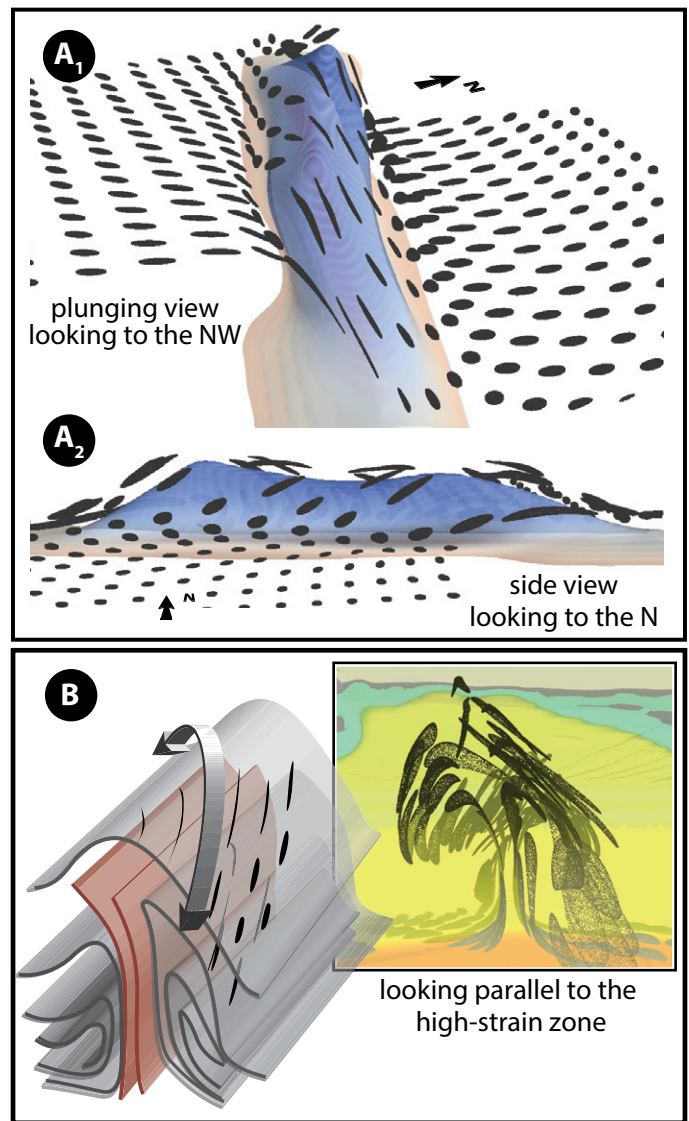 A1
N
plunging view
looking to the NW
A2
N
side view
looking to the N
B
looking parallel to the
high-strain zone